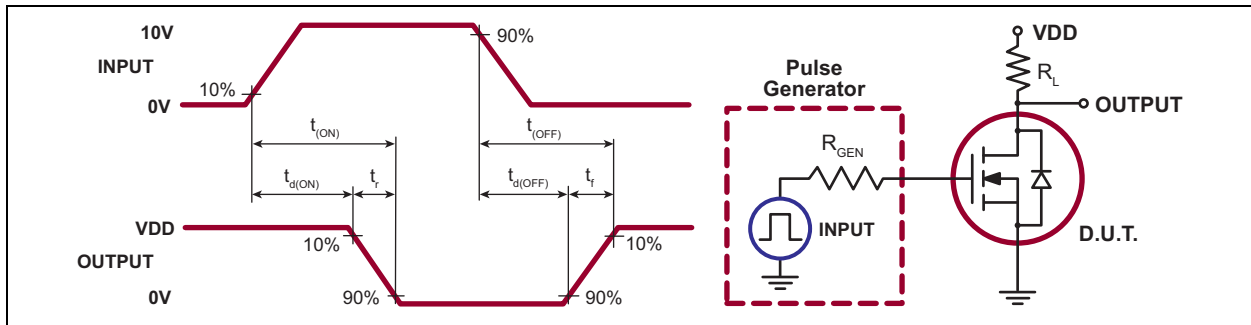 10V
INPUT
0V
10%
90%
t(ON)
t(OFF)
td(ON)
tr
td(OFF)
tf
VDD
OUTPUT
0V
10%
90%
90%
10%
Pulse
Generator
RGEN
INPUT
VDD
RL
OUTPUT
D.U.T.